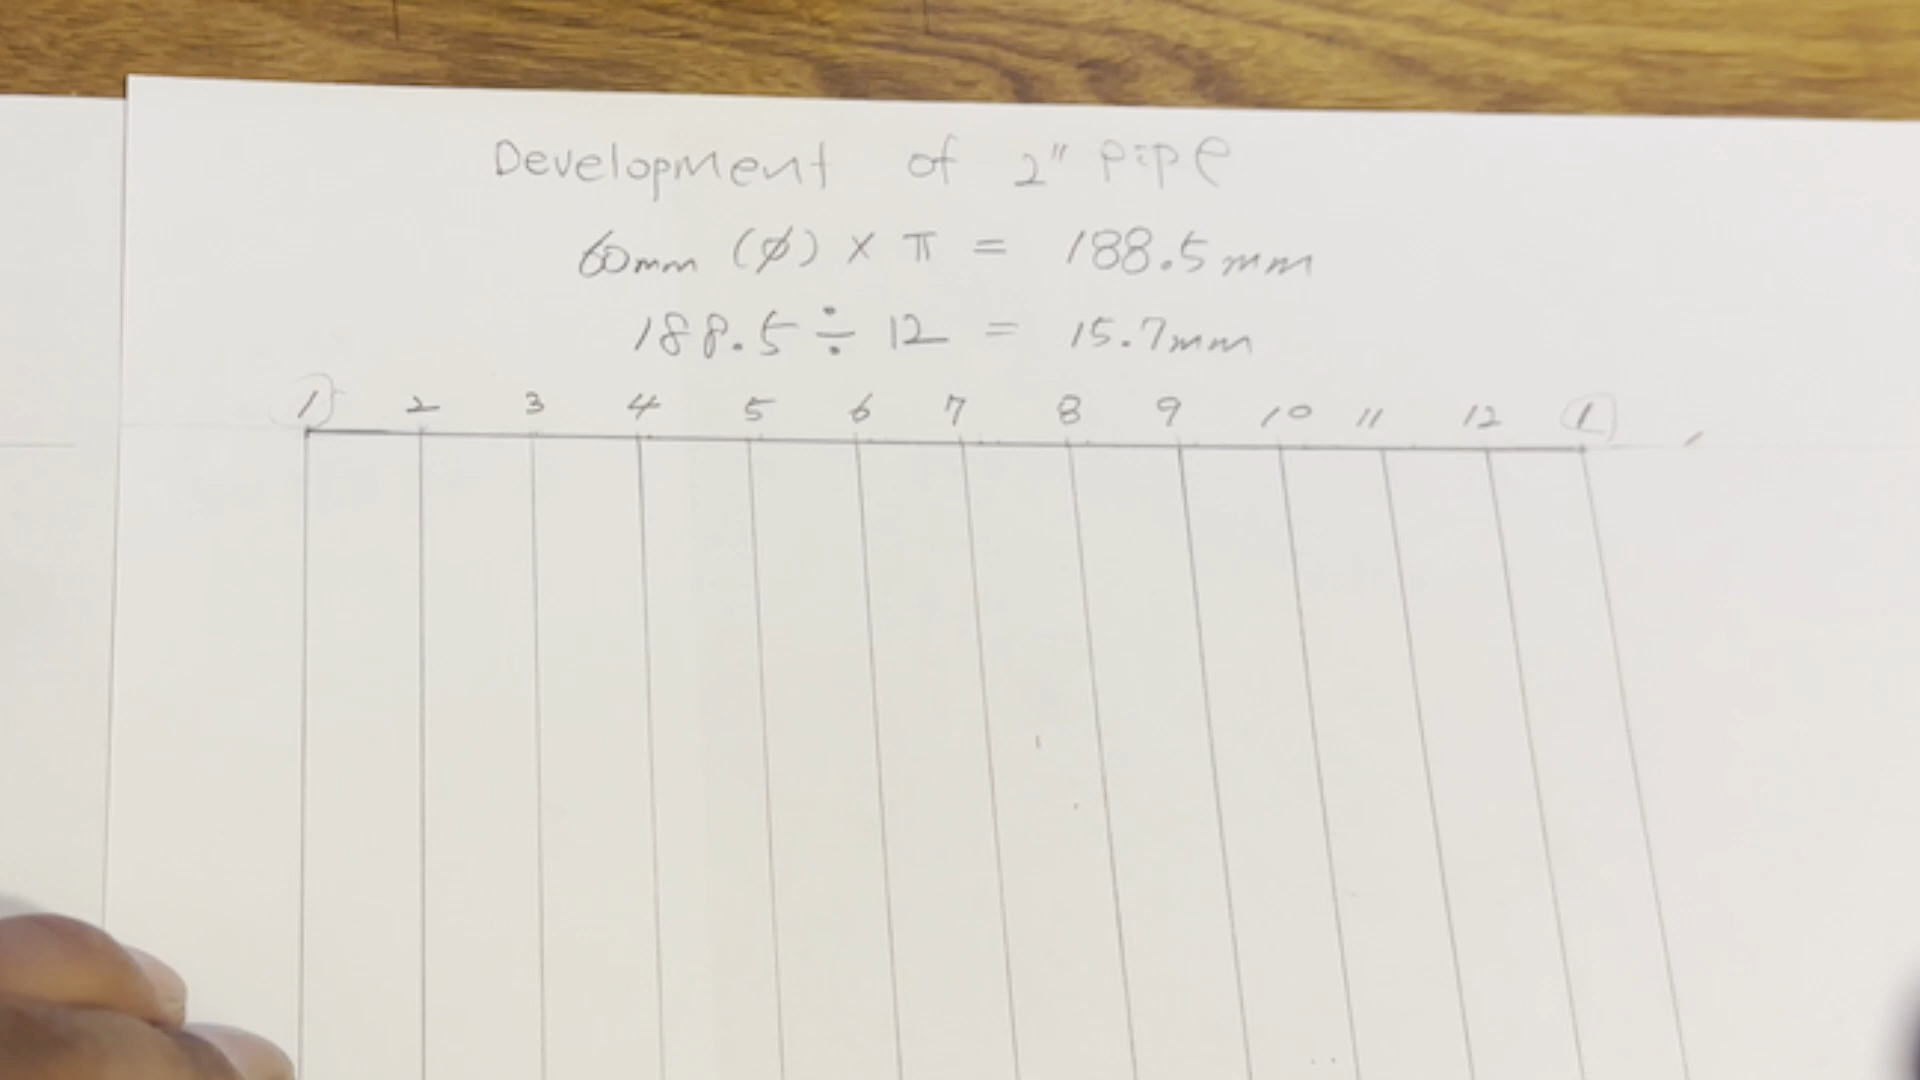 Development of 2" pipe
60mm (ϕ) × π = 188.5mm
188.5 ÷ 12 = 15.7mm
1 2 3 4 5 6 7 8 9 10 11 12 1